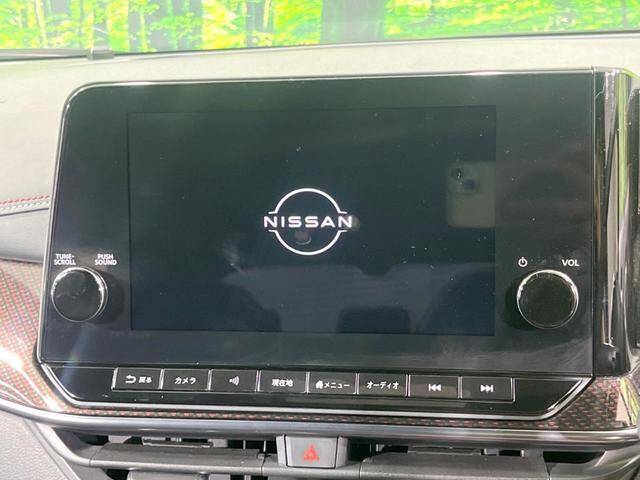 NISSAN
TUNE-
SCROLL
PUSH
SOUND
VOL
戻る
カメラ
現在地
メニュー
オーディオ